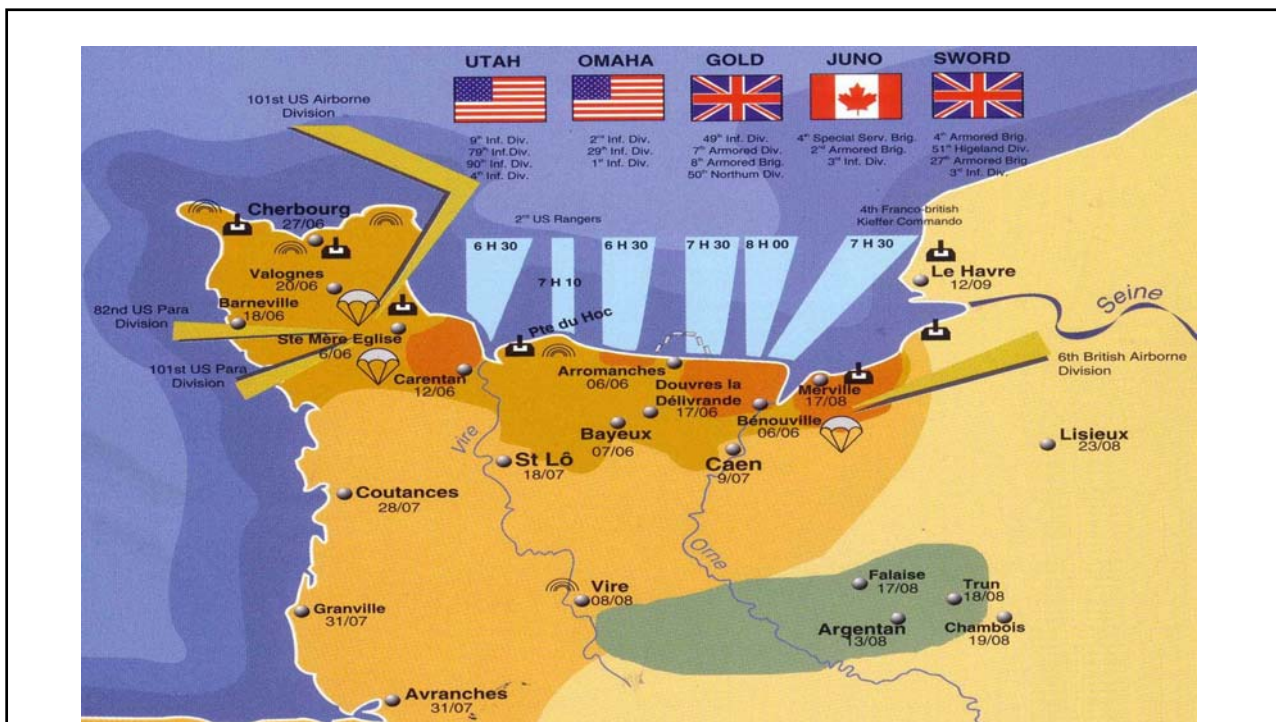 UTAH
OMAHA
GOLD
JUNO
SWORD
101st US Airborne
Division
9th Inf. Div.
79th Inf.Div.
90th Inf. Div.
4th Inf. Div.
2nd Inf. Div.
29th Inf. Div.
1st Inf. Div.
49th Inf. Div.
7th Armored Div.
8th Armored Brig.
50th Northum Div.
4th Special Serv. Brig.
2nd Armored Brig.
3rd Inf. Div.
4th Armored Brig.
51th Higeland Div.
27th Armored Brig.
3rd Inf. Div.
2nd US Rangers
4th Franco-british
Kieffer Commando
6 H 30
7 H 10
6 H 30
7 H 30
8 H 00
7 H 30
Cherbourg
27/06
Valognes
20/06
Barneville
18/06
82nd US Para
Division
Ste Mère Eglise
6/06
101st US Para
Division
Carentan
12/06
Pte du Hoc
Arromanches
06/06
Douvres la
Délivrande
17/06
Bayeux
07/06
Bénouville
06/06
Merville
17/08
Le Havre
12/09
Seine
6th British Airborne
Division
Lisieux
23/08
Vire
St Lô
18/07
Caen
9/07
Coutances
28/07
Orne
Vire
08/08
Falaise
17/08
Trun
18/08
Argentan
13/08
Chambois
19/08
Granville
31/07
Avranches
31/07